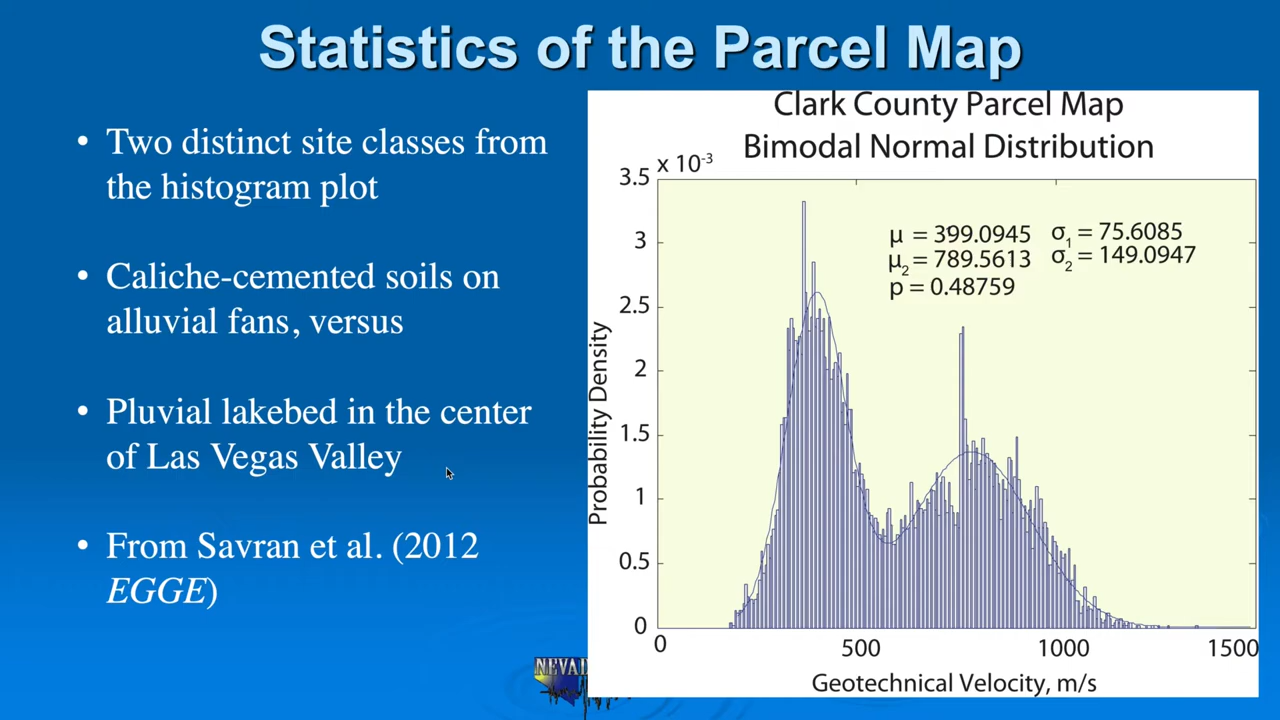 Statistics of the Parcel Map
• Two distinct site classes from
the histogram plot
• Caliche-cemented soils on
alluvial fans, versus
• Pluvial lakebed in the center
of Las Vegas Valley
• From Savran et al. (2012
EGGE)
Clark County Parcel Map
Bimodal Normal Distribution
x 10-3
3.5
3
2.5
2
1.5
1
0.5
0
Probability Density
μ = 399.0945 σ1 = 75.6085
μ2 = 789.5613 σ2 = 149.0947
p = 0.48759
0 500 1000 1500
Geotechnical Velocity, m/s